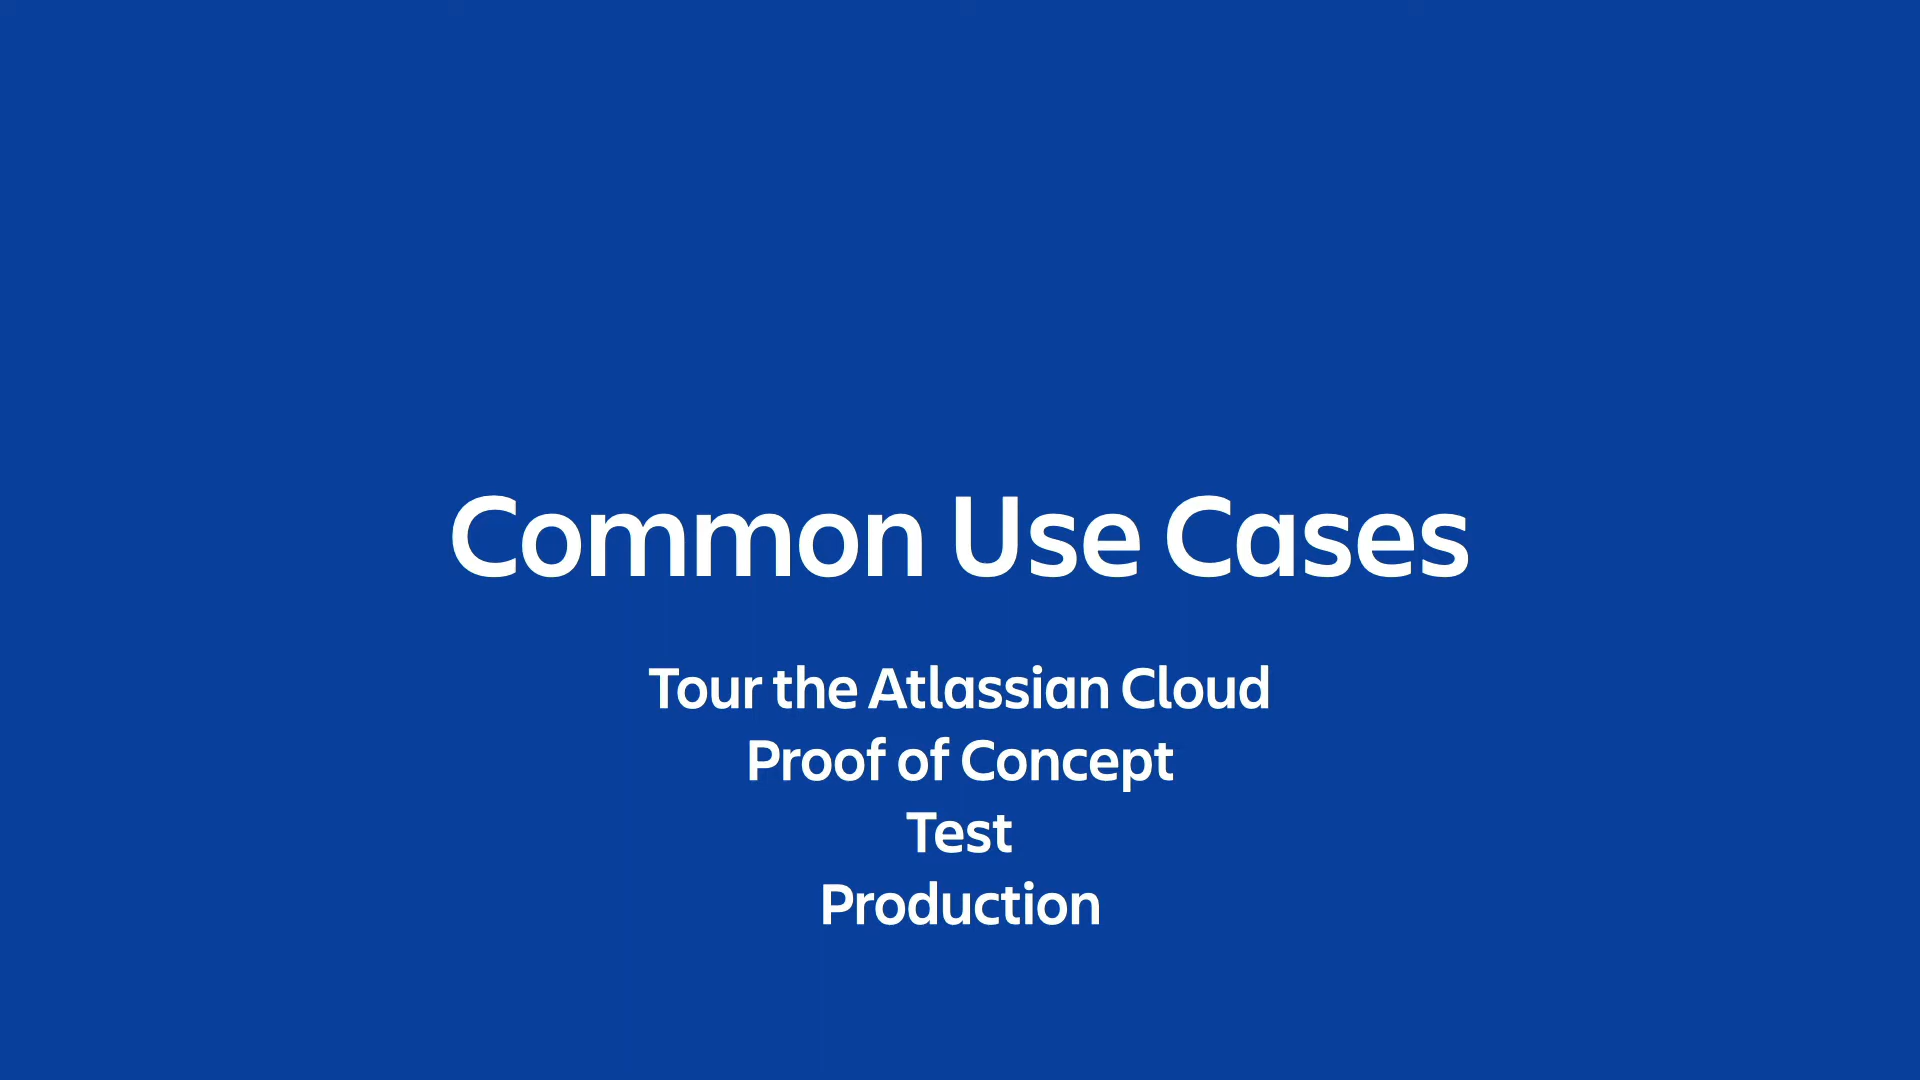 Common Use Cases
Tour the Atlassian Cloud
Proof of Concept
Test
Production